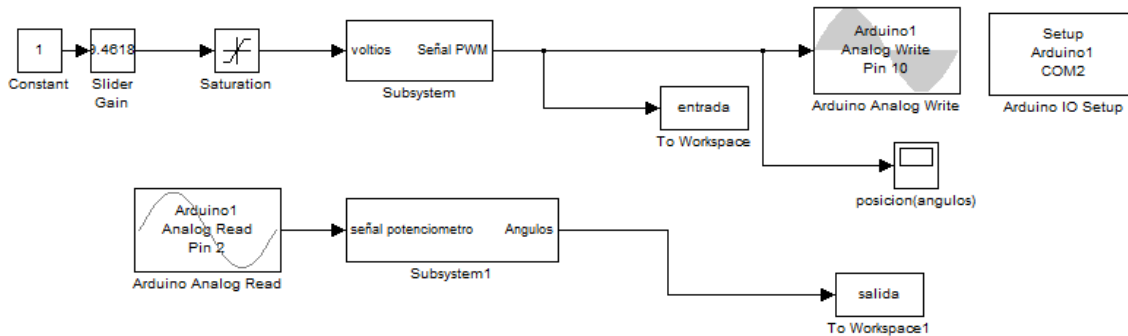 1
Constant
9.4618
Slider
Gain
Saturation
voltios Señal PWM
Subsystem
entrada
To Workspace
Arduino1
Analog Write
Pin 10
Arduino Analog Write
Setup
Arduino1
COM2
Arduino IO Setup
posicion(angulos)
Arduino1
Analog Read
Pin 2
Arduino Analog Read
señal potenciometro Angulos
Subsystem1
salida
To Workspace1